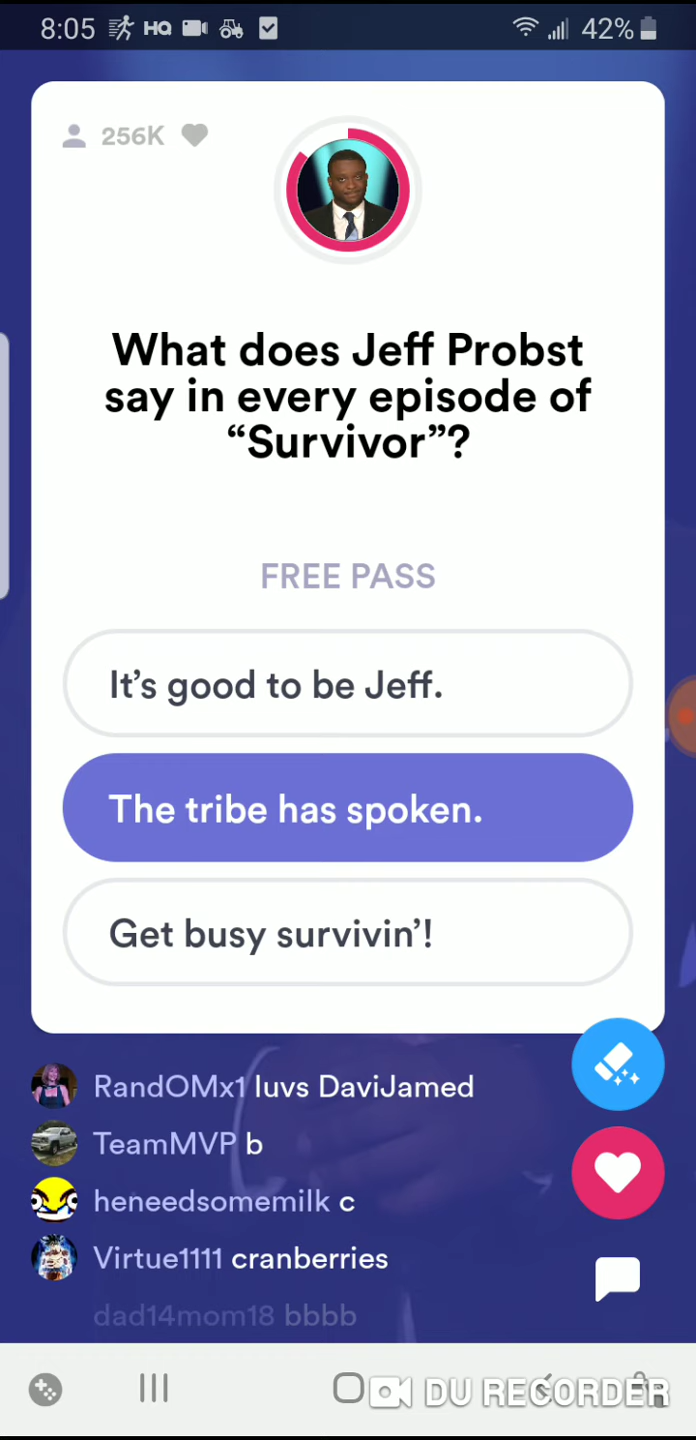 8:05 HQ 42%
256K
What does Jeff Probst
say in every episode of
“Survivor”?
FREE PASS
It’s good to be Jeff.
The tribe has spoken.
Get busy survivin’!
RandOMx1 luvs DaviJamed
TeamMVP b
heneedsomemilk c
Virtue1111 cranberries
dad14mom18 bbbb
DU RECORDER